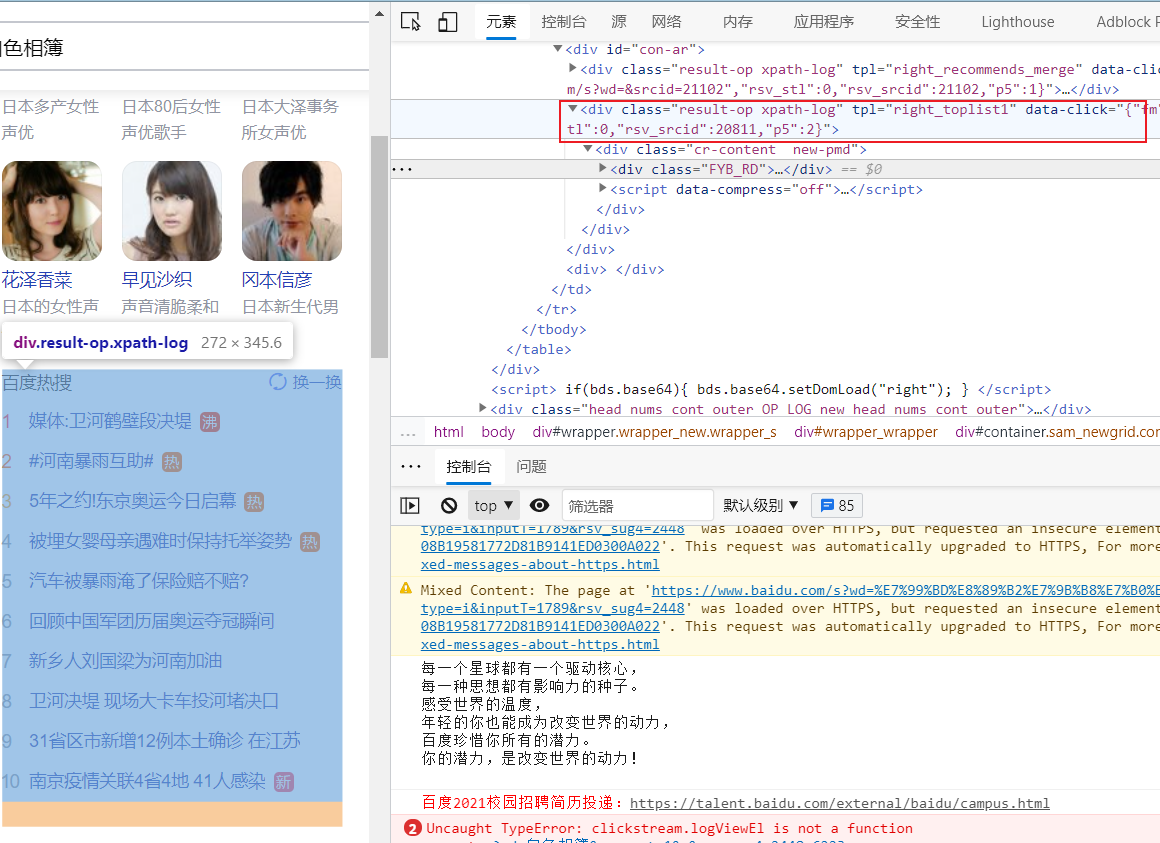 色相簿
日本多产女性 日本80后女性 日本大泽事务
声优 声优歌手 所女声优
花泽香菜 早见沙织 冈本信彦
日本的女性声 声音清脆柔和 日本新生代男
div.result-op.xpath-log 272 × 345.6
百度热搜 换一换
1 媒体:卫河鹤壁段决堤 沸
2 #河南暴雨互助# 热
3 5年之约!东京奥运今日启幕 热
4 被埋女婴母亲遇难时保持托举姿势 热
5 汽车被暴雨淹了保险赔不赔?
6 回顾中国军团历届奥运夺冠瞬间
7 新乡人刘国梁为河南加油
8 卫河决堤 现场大卡车投河堵决口
9 31省区市新增12例本土确诊 在江苏
10 南京疫情关联4省4地 41人感染 新
元素 控制台 源 网络 内存 应用程序 安全性 Lighthouse Adblock
<div id="con-ar">
<div class="result-op xpath-log" tpl="right_recommends_merge" data-clic
m/s?wd=&srcid=21102","rsv_stl":0,"rsv_srcid":21102,"p5":1}">…</div>
<div class="result-op xpath-log" tpl="right_toplist1" data-click="{"fm"
tl":0,"rsv_srcid":20811,"p5":2}">
<div class="cr-content  new-pmd">
… <div class="FYB_RD">…</div> == $0
<script data-compress="off">…</script>
</div>
</div>
</div>
<div> </div>
</td>
</tr>
</tbody>
</table>
</div>
<script> if(bds.base64){ bds.base64.setDomLoad("right"); } </script>
<div class="head_nums_cont_outer OP_LOG new_head_nums_cont_outer">…</div>
… html body div#wrapper.wrapper_new.wrapper_s div#wrapper_wrapper div#container.sam_newgrid.con
… 控制台 问题
top ▼ 筛选器 默认级别 ▼ 85
type=i&inputT=1789&rsv_sug4=2448' was loaded over HTTPS, but requested an insecure element
08B19581772D81B9141ED0300A022'. This request was automatically upgraded to HTTPS, For more
xed-messages-about-https.html
Mixed Content: The page at 'https://www.baidu.com/s?wd=%E7%99%BD%E8%89%B2%E7%9B%B8%E7%B0%B
type=i&inputT=1789&rsv_sug4=2448' was loaded over HTTPS, but requested an insecure element
08B19581772D81B9141ED0300A022'. This request was automatically upgraded to HTTPS, For more
xed-messages-about-https.html
每一个星球都有一个驱动核心，
每一种思想都有影响力的种子。
感受世界的温度，
年轻的你也能成为改变世界的动力，
百度珍惜你所有的潜力。
你的潜力，是改变世界的动力！
百度2021校园招聘简历投递：https://talent.baidu.com/external/baidu/campus.html
2 Uncaught TypeError: clickstream.logViewEl is not a function